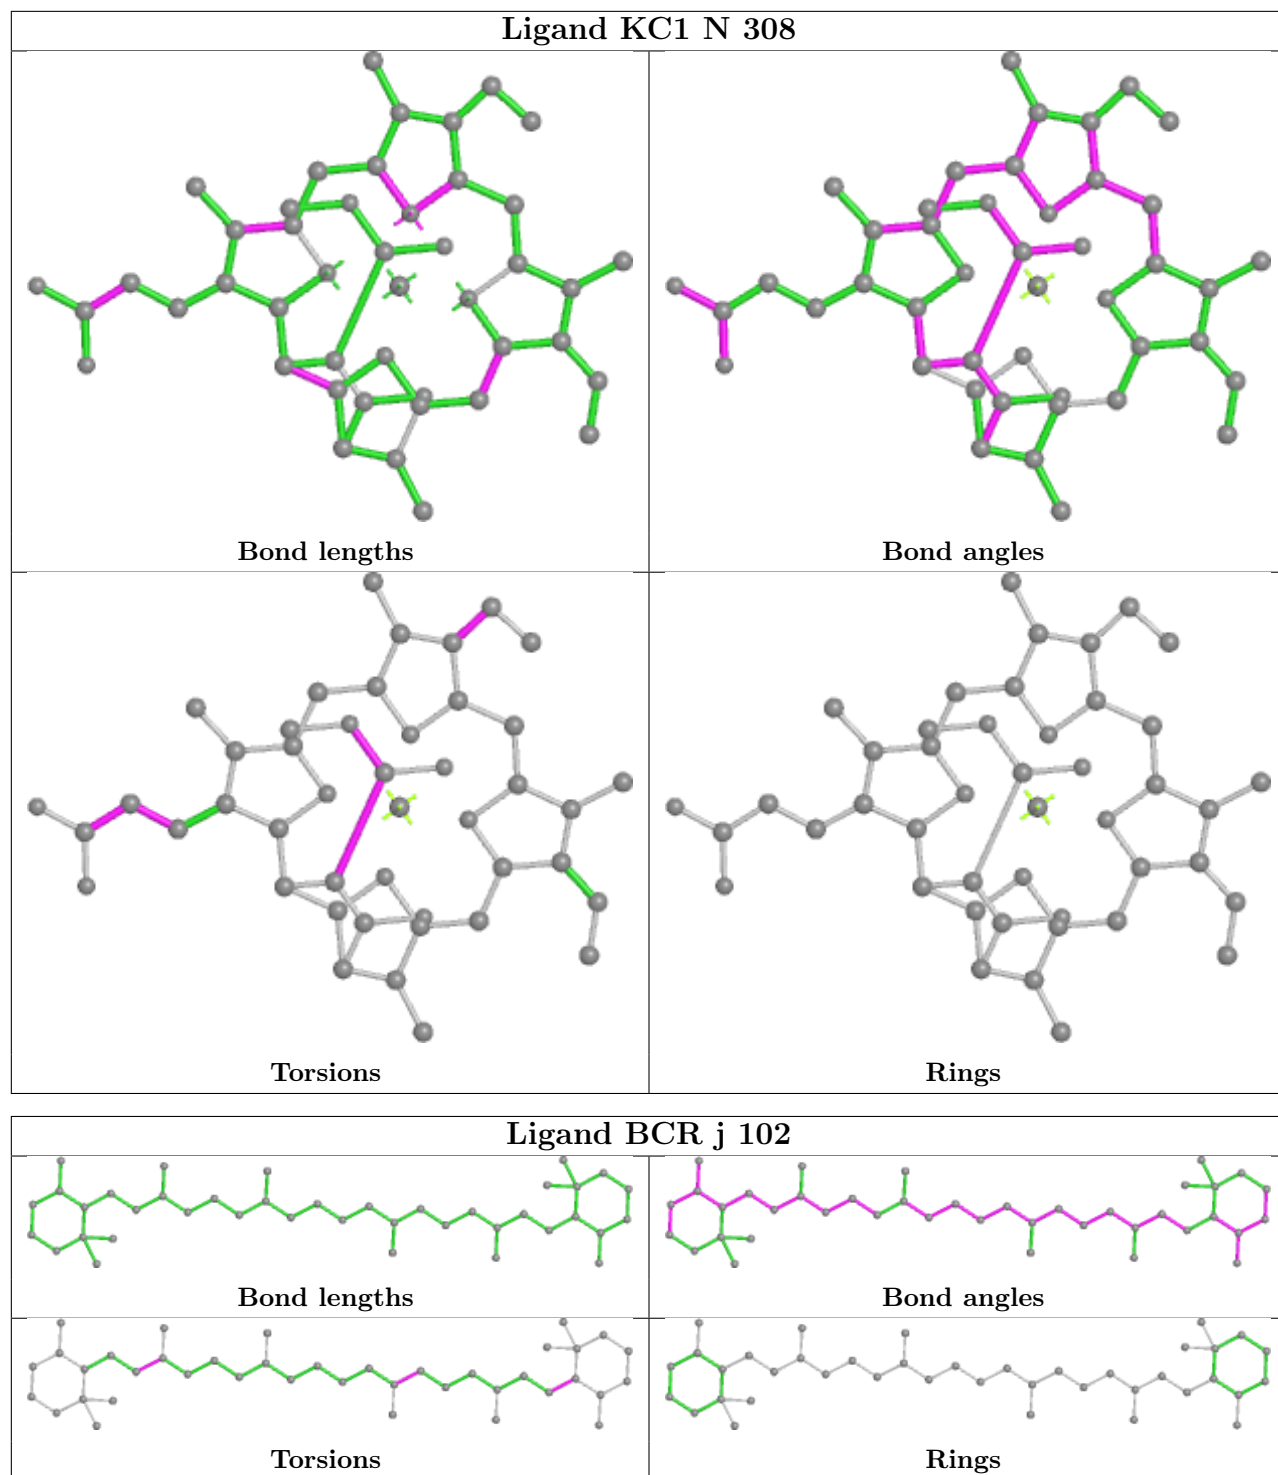 Ligand KC1 N 308
Bond lengths
Bond angles
Torsions
Rings
Ligand BCR j 102
Bond lengths
Bond angles
Torsions
Rings